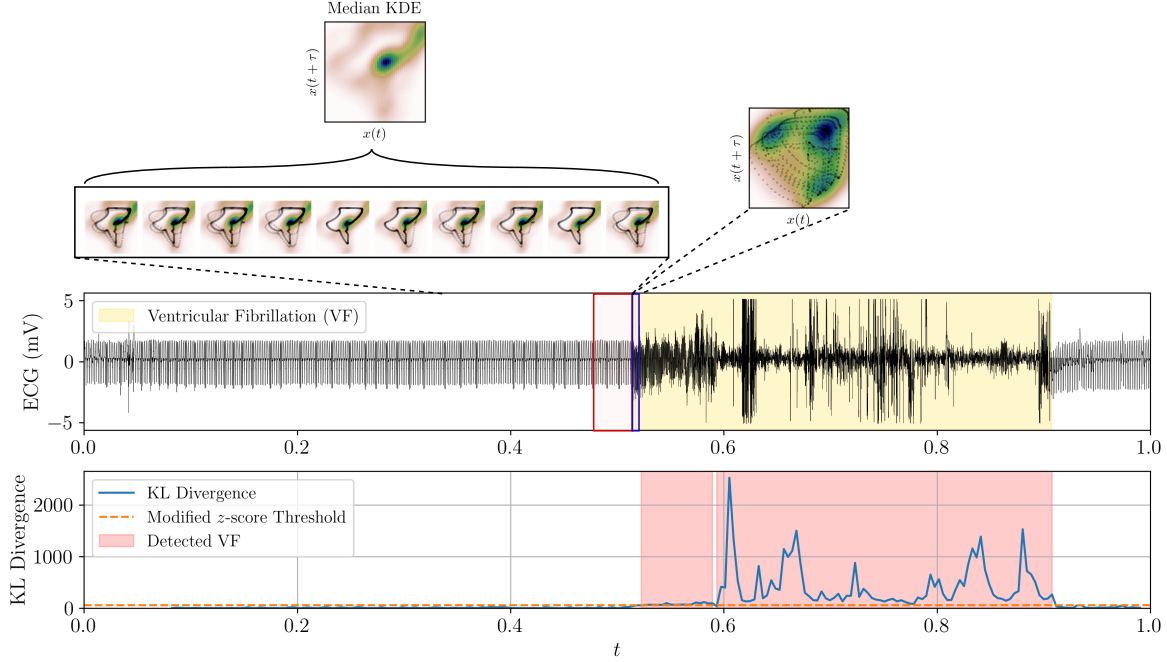 Median KDE
x(t + τ)
x(t)
x(t + τ)
x(t)
ECG (mV)
5
0
−5
Ventricular Fibrillation (VF)
0.0 0.2 0.4 0.6 0.8 1.0
KL Divergence
2000
1000
0
KL Divergence
Modified z-score Threshold
Detected VF
0.0 0.2 0.4 0.6 0.8 1.0
t